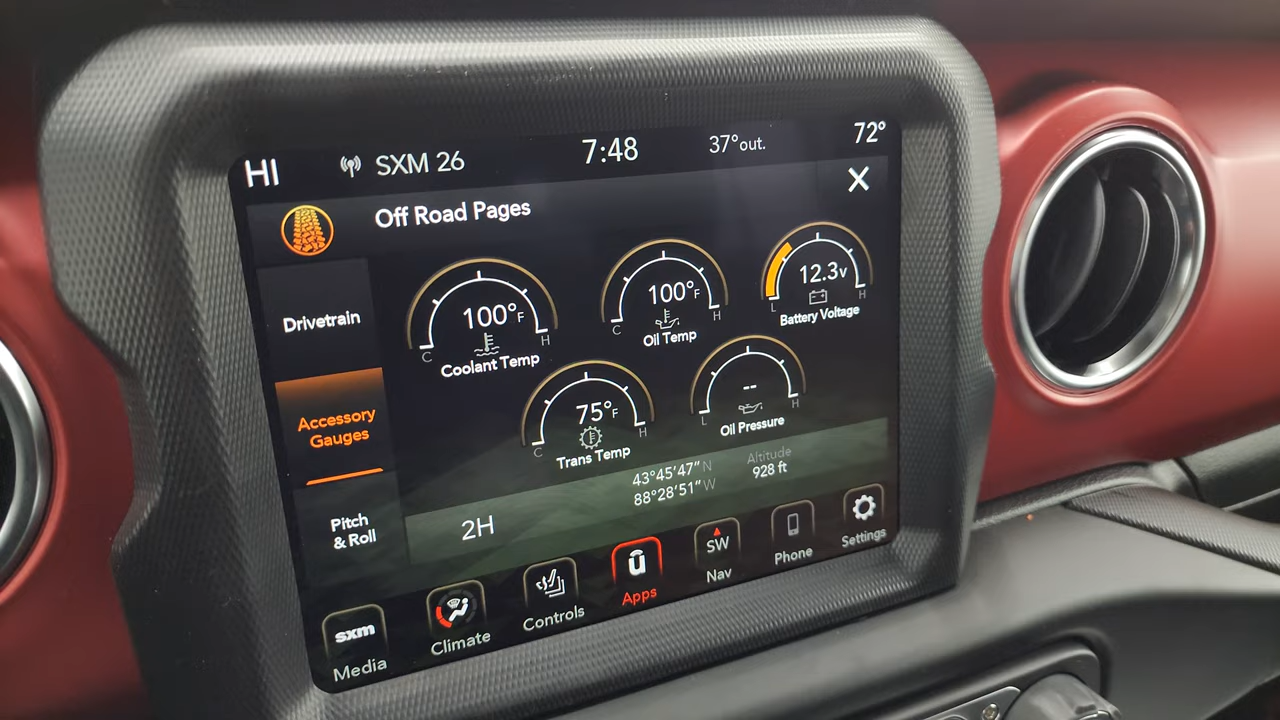 HI
SXM 26
7:48
37°out.
72°
X
Off Road Pages
Drivetrain
Accessory
Gauges
Pitch
& Roll
100°F
C H
Coolant Temp
100°F
C H
Oil Temp
12.3v
L H
Battery Voltage
75°F
C H
Trans Temp
--
L H
Oil Pressure
2H
43°45'47"N
88°28'51"W
Altitude
928 ft
sxm
Media
Climate
Controls
u
Apps
SW
Nav
Phone
Settings